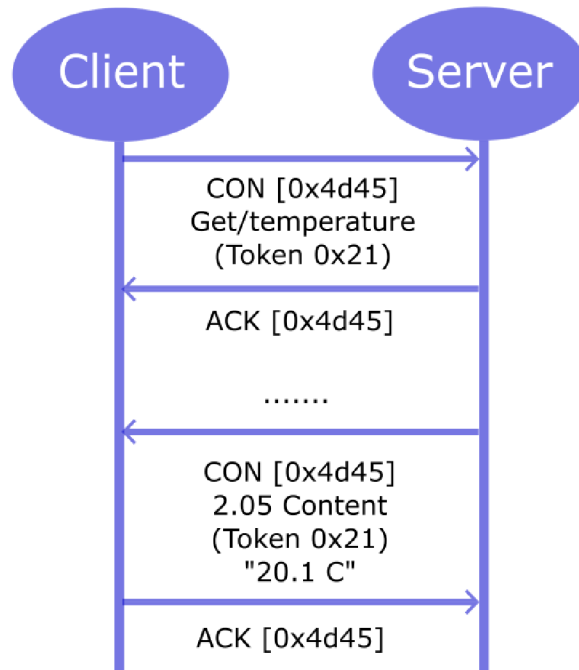 Client
Server
CON [0x4d45]
Get/temperature
(Token 0x21)
ACK [0x4d45]
.......
CON [0x4d45]
2.05 Content
(Token 0x21)
"20.1 C"
ACK [0x4d45]